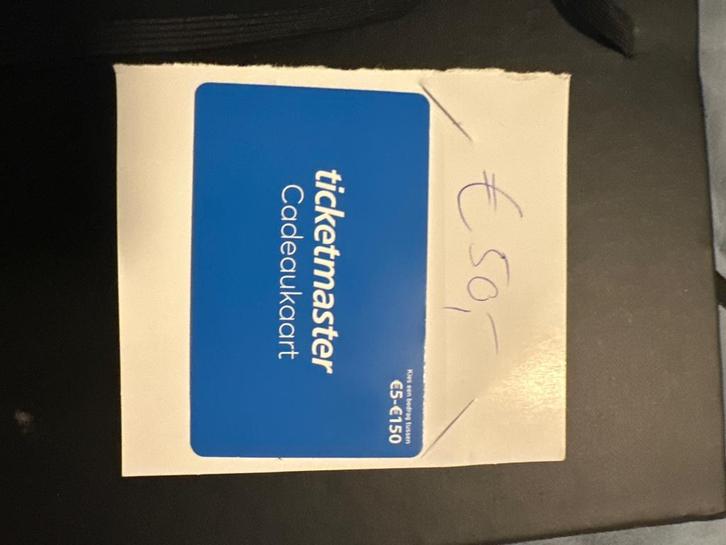 € 50,-
Kies een bedrag tussen
€5-€150
ticketmaster
Cadeaukaart